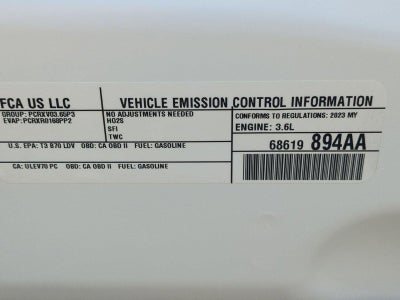 FCA US LLC VEHICLE EMISSION CONTROL INFORMATION
GROUP: PCRXV03.65P3 NO ADJUSTMENTS NEEDED CONFORMS TO REGULATIONS: 2023 MY
EVAP: PCRXR0168PP2 HO2S ENGINE: 3.6L
SFI
TWC
68619 894AA
U.S. EPA: T3 B70 LDV OBD: CA OBD II FUEL: GASOLINE
CA: ULEV70 PC OBD: CA OBD II FUEL: GASOLINE